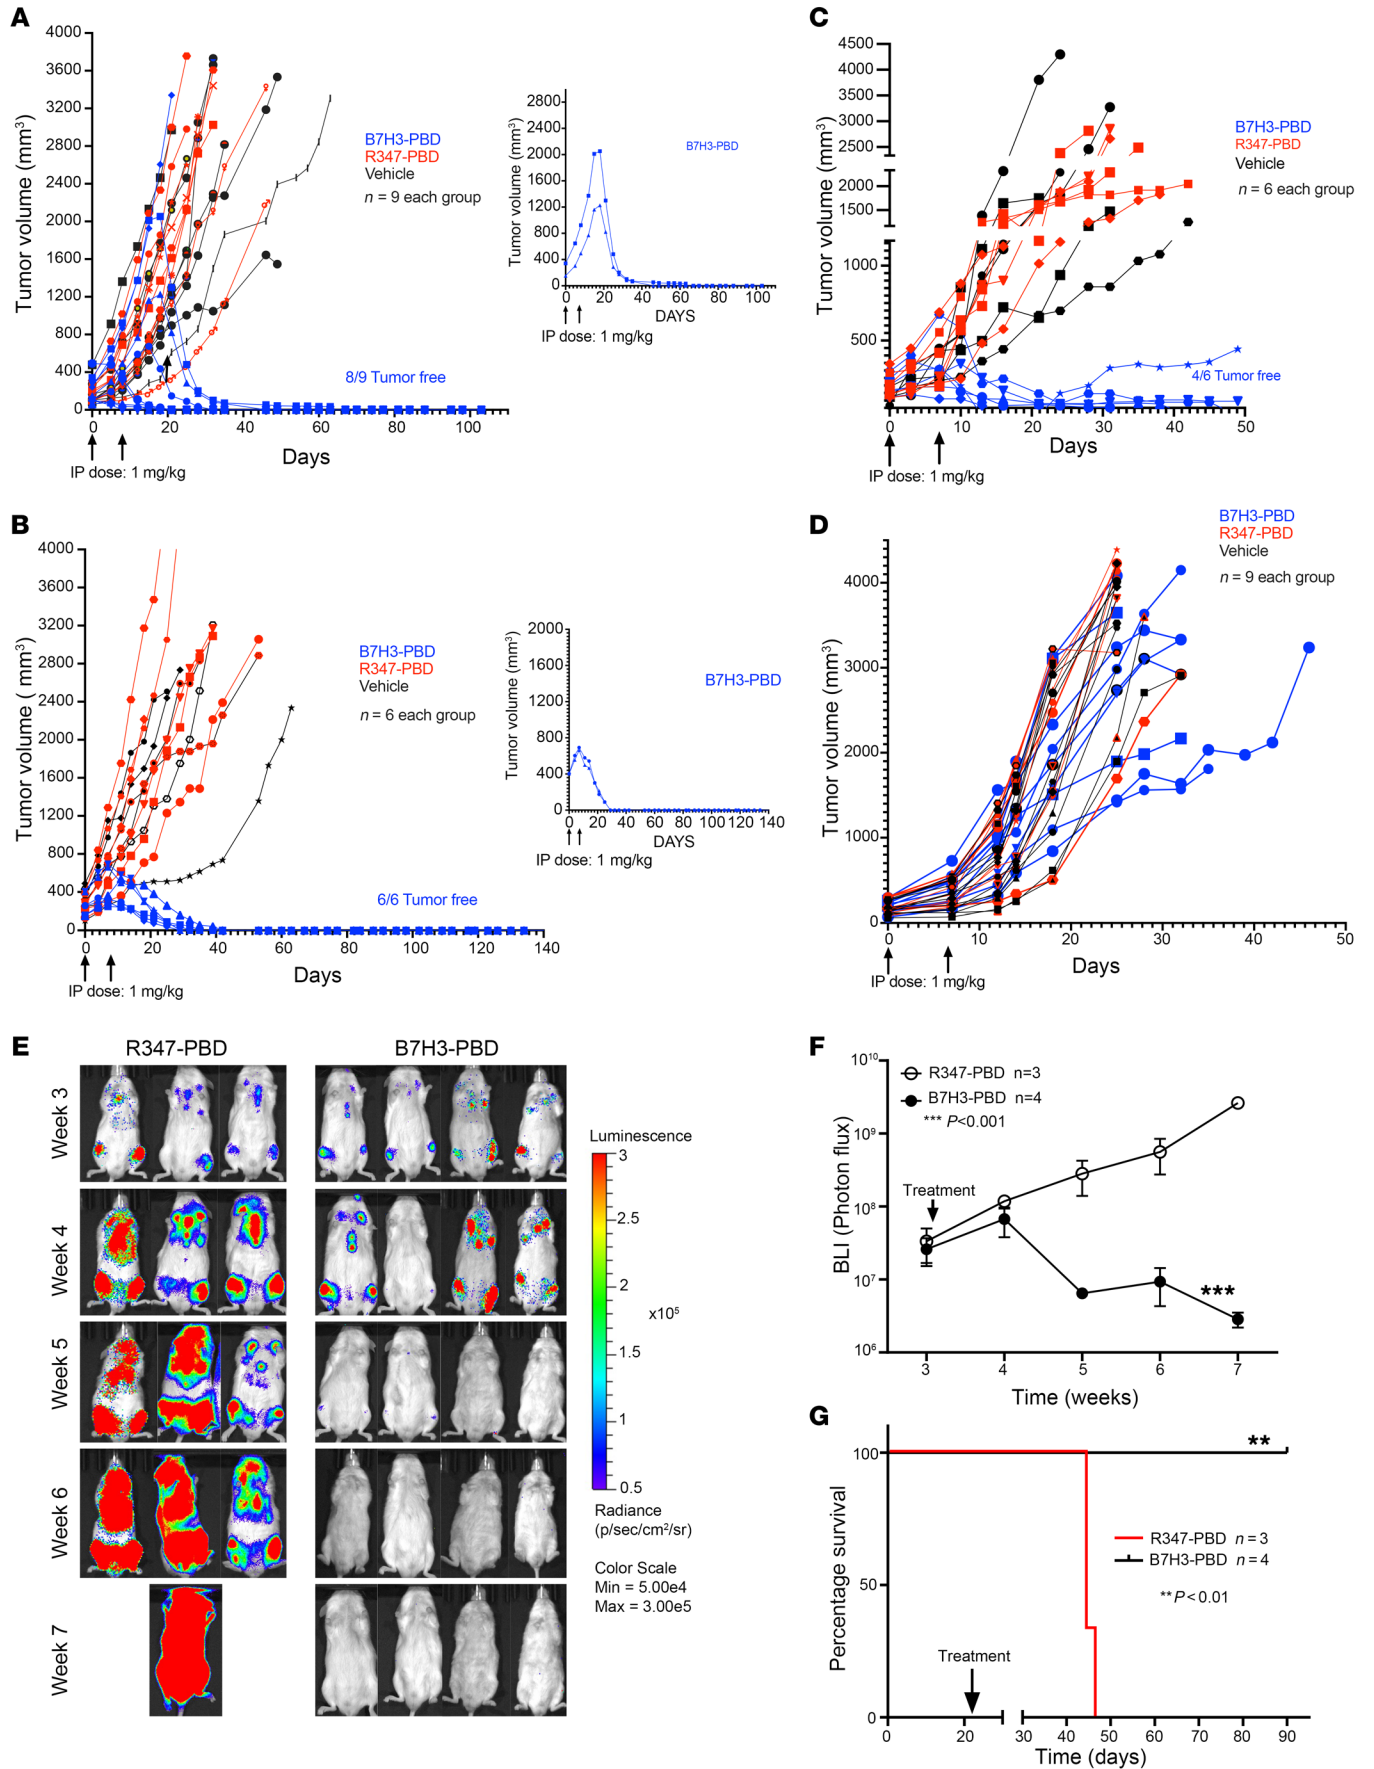 A
Tumor volume (mm3)
4000
3600
3200
2800
2400
2000
1600
1200
800
400
0
0
20
40
60
80
100
Days
IP dose: 1 mg/kg
B7H3-PBD
R347-PBD
Vehicle
n = 9 each group
8/9 Tumor free
Tumor volume (mm3)
2800
2400
2000
1600
1200
800
400
0
0
20
40
60
80
100
DAYS
IP dose: 1 mg/kg
B7H3-PBD
C
Tumor volume (mm3)
4500
4000
3500
3000
2500
2000
1500
1000
500
0
10
20
30
40
50
Days
IP dose: 1 mg/kg
B7H3-PBD
R347-PBD
Vehicle
n = 6 each group
4/6 Tumor free
B
Tumor volume ( mm3)
4000
3600
3200
2800
2400
2000
1600
1200
800
400
0
0
20
40
60
80
100
120
140
Days
IP dose: 1 mg/kg
B7H3-PBD
R347-PBD
Vehicle
n = 6 each group
6/6 Tumor free
Tumor volume (mm3)
2000
1600
1200
800
400
0
0
20
40
60
80
100
120
140
DAYS
IP dose: 1 mg/kg
B7H3-PBD
D
Tumor volume (mm3)
4000
3000
2000
1000
0
0
10
20
30
40
50
Days
IP dose: 1 mg/kg
B7H3-PBD
R347-PBD
Vehicle
n = 9 each group
E
R347-PBD
B7H3-PBD
Week 3
Week 4
Week 5
Week 6
Week 7
Luminescence
3
2.5
2
x105
1.5
1
0.5
Radiance
(p/sec/cm2/sr)
Color Scale
Min = 5.00e4
Max = 3.00e5
F
BLI (Photon flux)
1010
109
108
107
106
R347-PBD n=3
B7H3-PBD n=4
*** P<0.001
Treatment
***
3
4
5
6
7
Time (weeks)
G
Percentage survival
100
50
0
**
R347-PBD n = 3
B7H3-PBD n = 4
**P < 0.01
Treatment
0
20
30
40
50
60
70
80
90
Time (days)